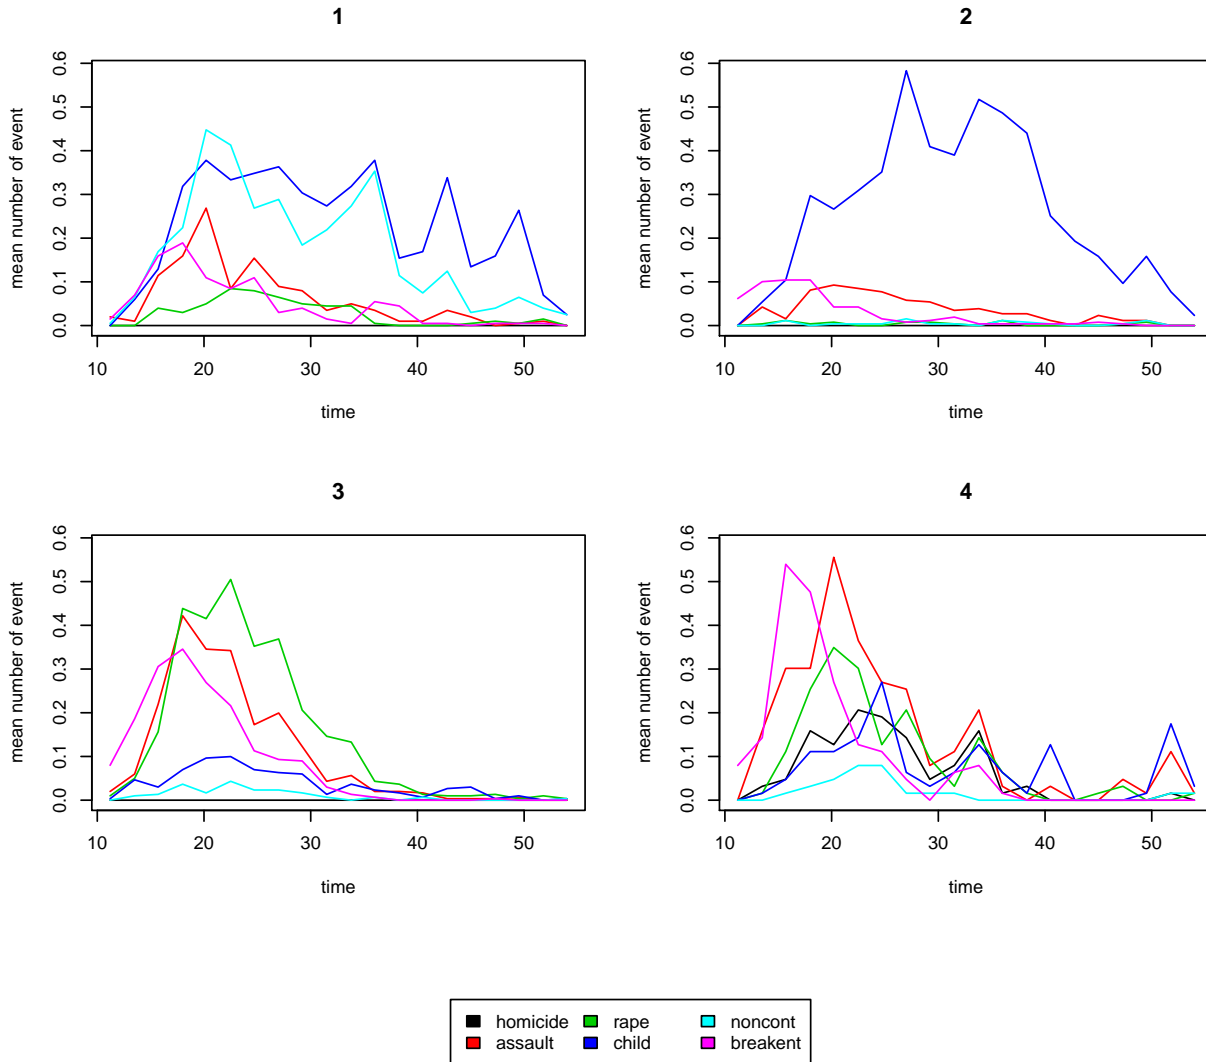 1
mean number of event
0.0 0.1 0.2 0.3 0.4 0.5 0.6
10 20 30 40 50
time
2
mean number of event
0.0 0.1 0.2 0.3 0.4 0.5 0.6
10 20 30 40 50
time
3
mean number of event
0.0 0.1 0.2 0.3 0.4 0.5 0.6
10 20 30 40 50
time
4
mean number of event
0.0 0.1 0.2 0.3 0.4 0.5 0.6
10 20 30 40 50
time
homicide rape noncont
assault child breakent